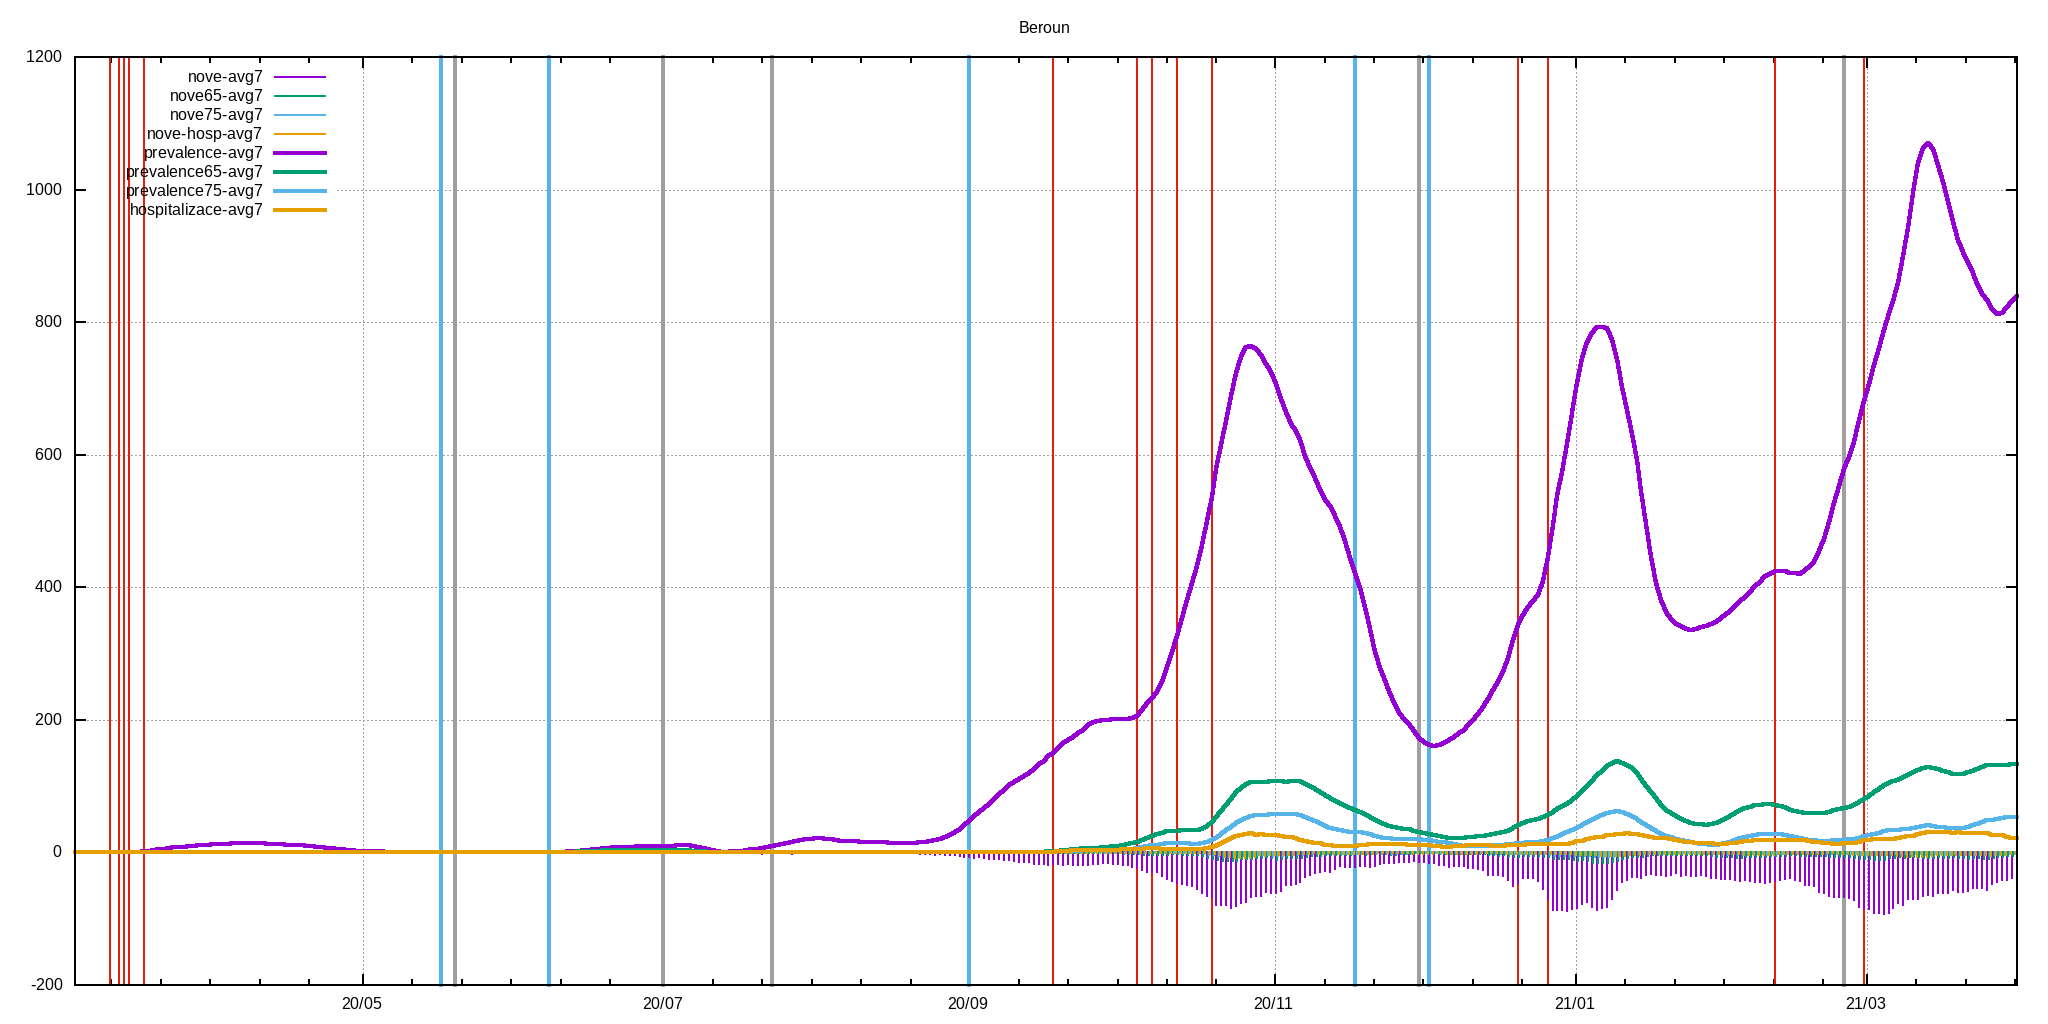 Beroun
1200
1000
800
600
400
200
0
-200
nove-avg7
nove65-avg7
nove75-avg7
nove-hosp-avg7
prevalence-avg7
prevalence65-avg7
prevalence75-avg7
hospitalizace-avg7
20/05 20/07 20/09 20/11 21/01 21/03